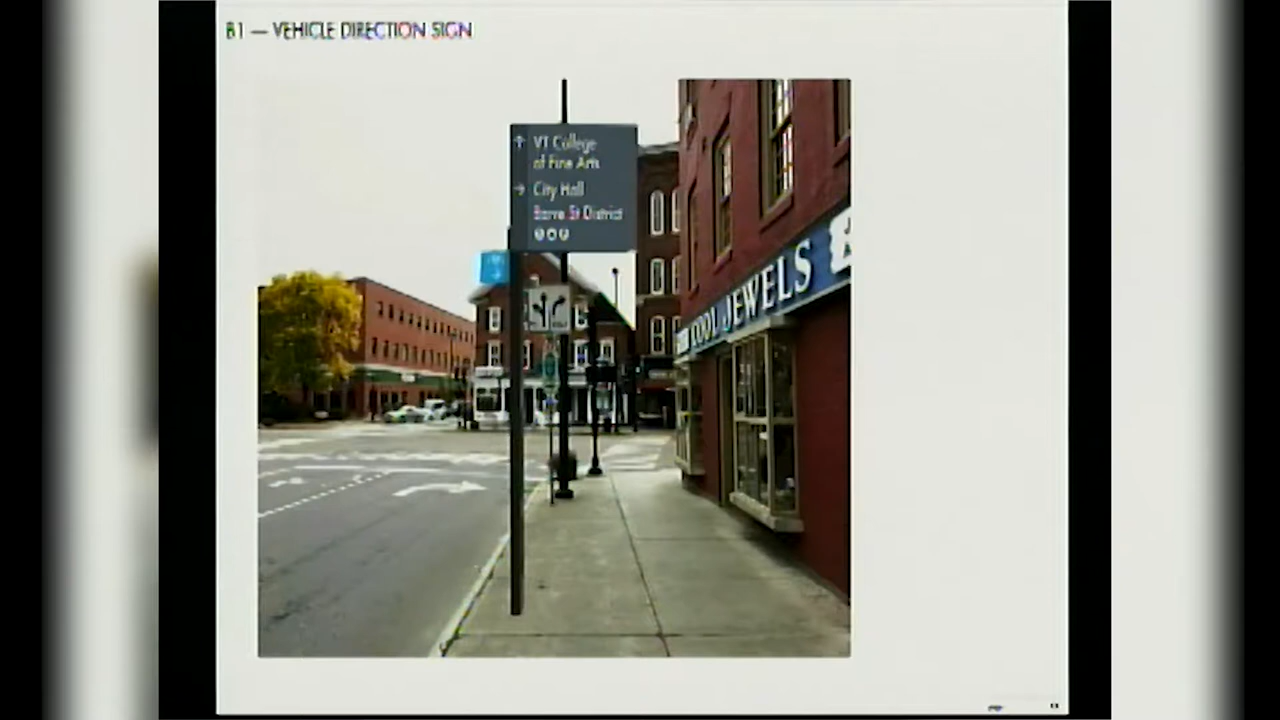 B1 — VEHICLE DIRECTION SIGN
↑ VT College
of Fine Arts
→ City Hall
Barre St District
COOL JEWELS